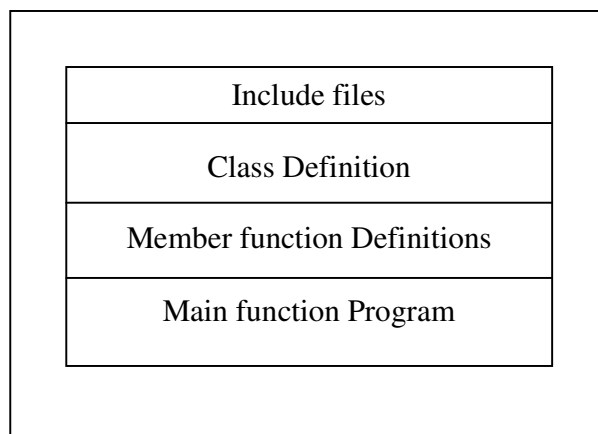 Include files
Class Definition
Member function Definitions
Main function Program